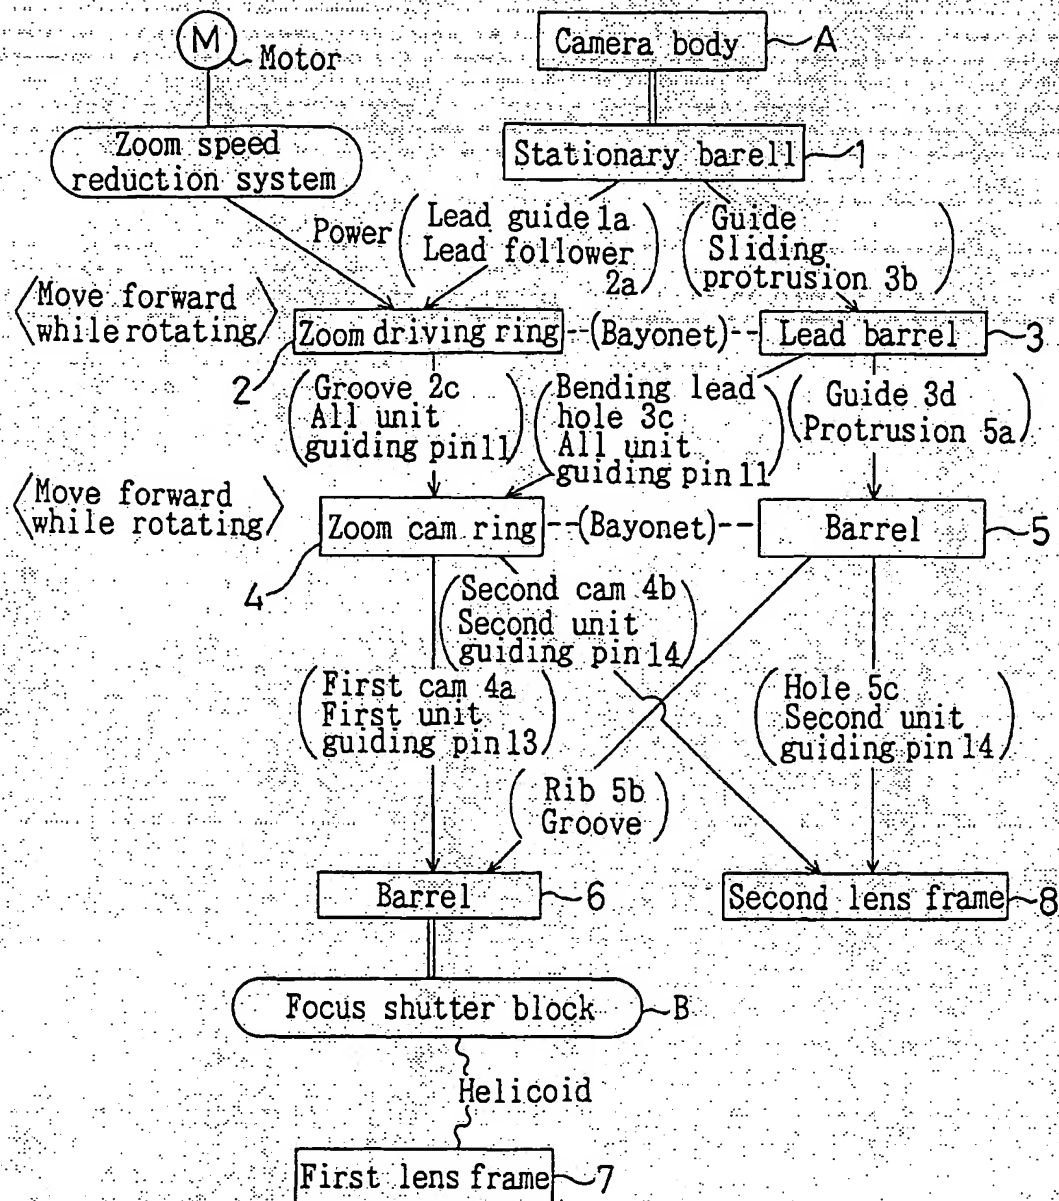 M
Motor
Camera body
A
Zoom speed
reduction system
Stationary barell
1
Power
Lead guide 1a
Lead follower
2a
Guide
Sliding
protrusion 3b
Move forward
while rotating
Zoom driving ring
(Bayonet)
Lead barrel
3
2
Groove 2c
All unit
guiding pin 11
Bending lead
hole 3c
All unit
guiding pin 11
Guide 3d
Protrusion 5a
Move forward
while rotating
Zoom cam ring
(Bayonet)
Barrel
5
4
Second cam 4b
Second unit
guiding pin 14
First cam 4a
First unit
guiding pin 13
Hole 5c
Second unit
guiding pin 14
Rib 5b
Groove
Barrel
6
Second lens frame
8
Focus shutter block
B
Helicoid
First lens frame
7